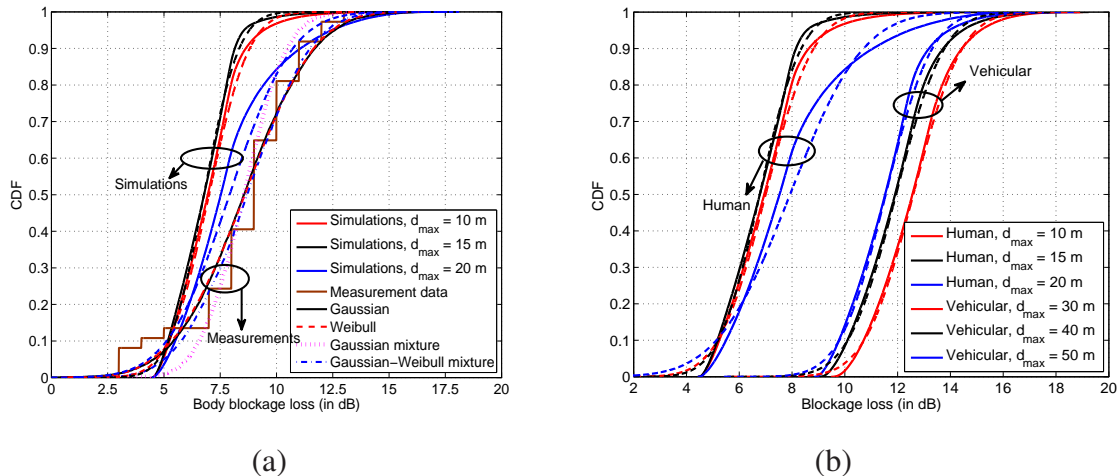 CDF
1
0.9
0.8
0.7
0.6
0.5
0.4
0.3
0.2
0.1
0
0 2.5 5 7.5 10 12.5 15 17.5 20
Body blockage loss (in dB)
Simulations
Measurements
Simulations, d_max = 10 m
Simulations, d_max = 15 m
Simulations, d_max = 20 m
Measurement data
Gaussian
Weibull
Gaussian mixture
Gaussian−Weibull mixture
(a)
CDF
1
0.9
0.8
0.7
0.6
0.5
0.4
0.3
0.2
0.1
0
2 4 6 8 10 12 14 16 18 20
Blockage loss (in dB)
Vehicular
Human
Human, d_max = 10 m
Human, d_max = 15 m
Human, d_max = 20 m
Vehicular, d_max = 30 m
Vehicular, d_max = 40 m
Vehicular, d_max = 50 m
(b)